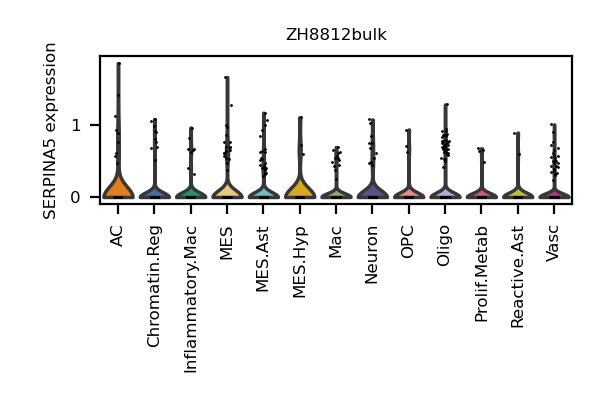 ZH8812bulk
SERPINA5 expression
1
0
AC
Chromatin.Reg
Inflammatory.Mac
MES
MES.Ast
MES.Hyp
Mac
Neuron
OPC
Oligo
Prolif.Metab
Reactive.Ast
Vasc